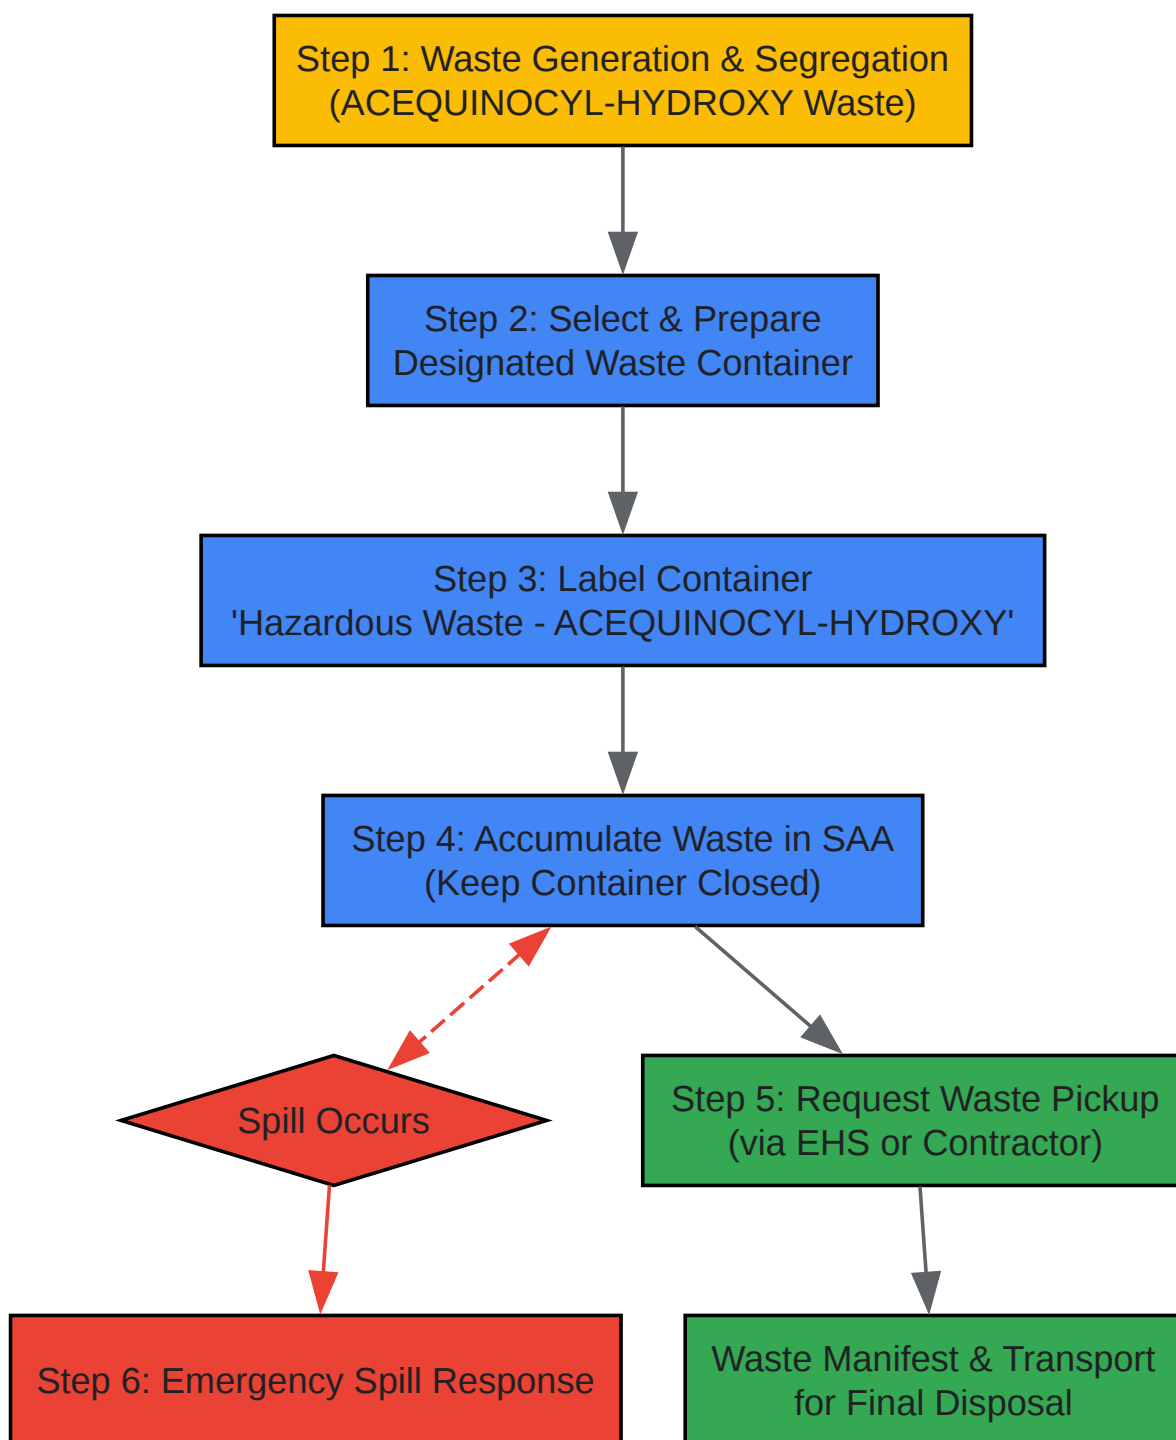 Step 1: Waste Generation & Segregation
(ACEQUINOCYL-HYDROXY Waste)
Step 2: Select & Prepare
Designated Waste Container
Step 3: Label Container
'Hazardous Waste - ACEQUINOCYL-HYDROXY'
Step 4: Accumulate Waste in SAA
(Keep Container Closed)
Spill Occurs
Step 5: Request Waste Pickup
(via EHS or Contractor)
Step 6: Emergency Spill Response
Waste Manifest & Transport
for Final Disposal